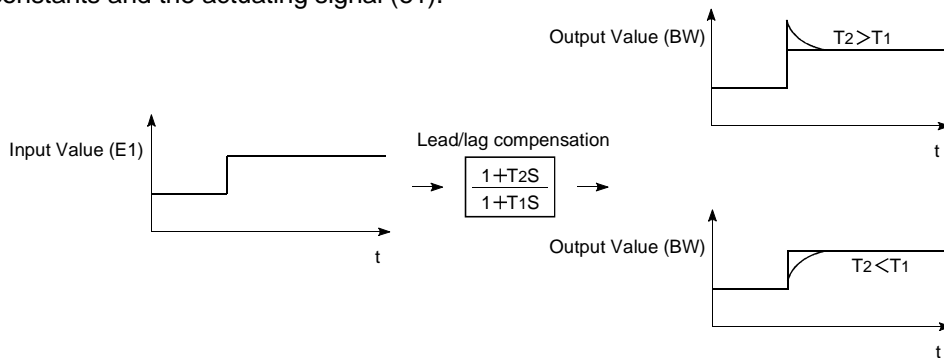 constants and the actuating signal (e1).
Output Value (BW)
T2>T1
t
Input Value (E1)
t
Lead/lag compensation
1+T2S
1+T1S
Output Value (BW)
T2<T1
t